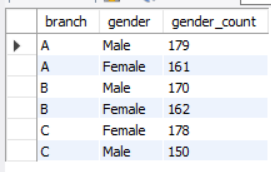 branch gender gender_count
A Male 179
A Female 161
B Male 170
B Female 162
C Female 178
C Male 150